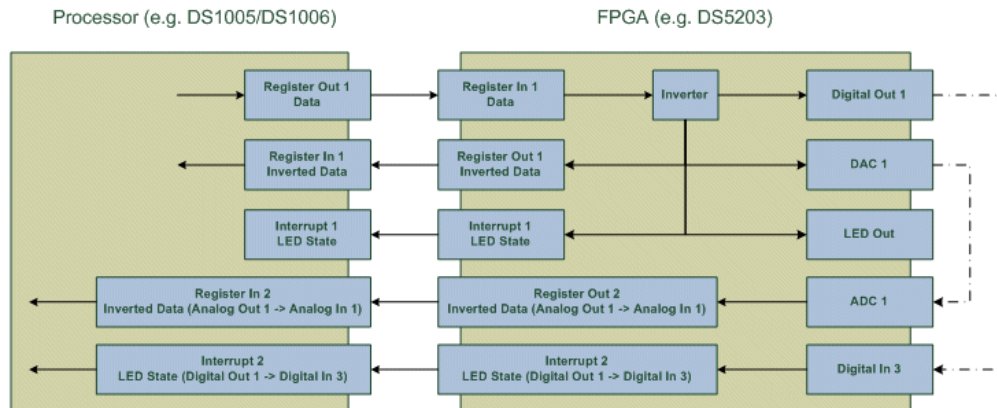 Processor (e.g. DS1005/DS1006)
FPGA (e.g. DS5203)
Register Out 1
Data
Register In 1
Data
Inverter
Digital Out 1
Register In 1
Inverted Data
Register Out 1
Inverted Data
DAC 1
Interrupt 1
LED State
Interrupt 1
LED State
LED Out
Register In 2
Inverted Data (Analog Out 1 -> Analog In 1)
Register Out 2
Inverted Data (Analog Out 1 -> Analog In 1)
ADC 1
Interrupt 2
LED State (Digital Out 1 -> Digital In 3)
Interrupt 2
LED State (Digital Out 1 -> Digital In 3)
Digital In 3